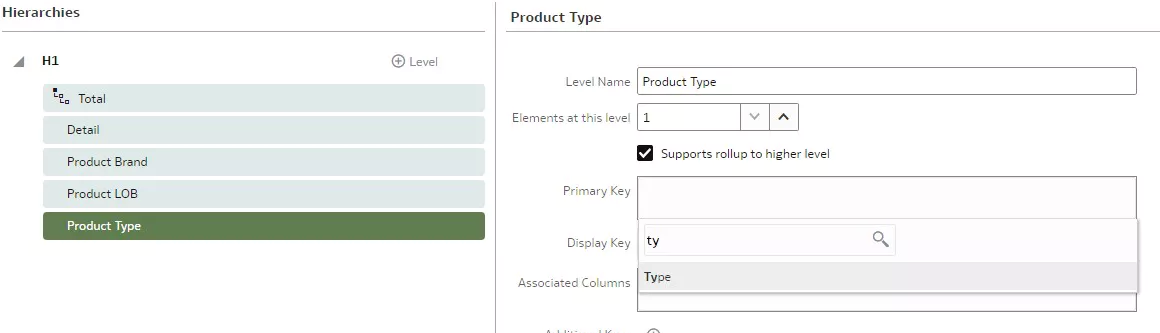 Hierarchies
H1
Level
Total
Detail
Product Brand
Product LOB
Product Type
Product Type
Level Name Product Type
Elements at this level 1
Supports rollup to higher level
Primary Key
Display Key
ty
Type
Associated Columns